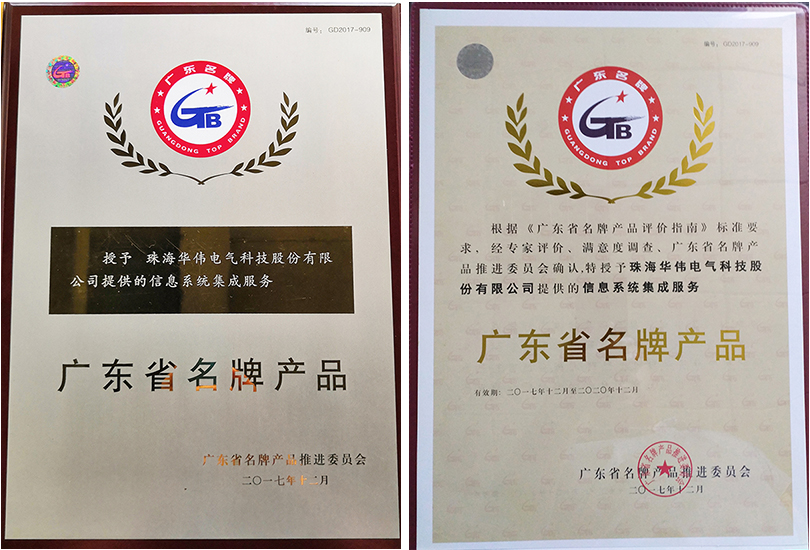 编号：GD2017-909
广东名牌
GTB
GUANGDONG TOP BRAND
授予 珠海华伟电气科技股份有限
公司提供的信息系统集成服务
广东省名牌产品
广东省名牌产品推进委员会
二〇一七年十二月
编号：GD2017-909
广东名牌
GTB
GUANGDONG TOP BRAND
根据《广东省名牌产品评价指南》标准要
求，经专家评价、满意度调查、广东省名牌产
品推进委员会确认,特授予珠海华伟电气科技股
份有限公司提供的信息系统集成服务
广东省名牌产品
有效期：二〇一七年十二月至二〇二〇年十二月
广东省名牌产品推进委员会
二〇一七年十二月